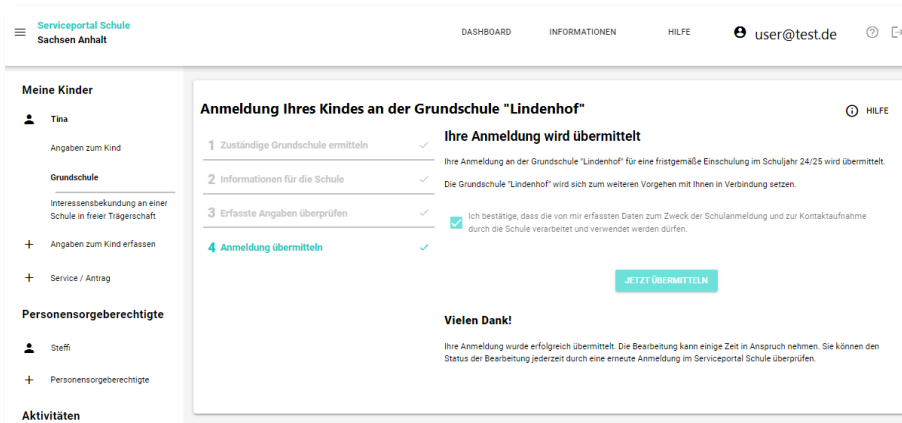 Serviceportal Schule
Sachsen Anhalt
DASHBOARD
INFORMATIONEN
HILFE
user@test.de
Meine Kinder
Tina
Angaben zum Kind
Grundschule
Interessensbekundung an einer
Schule in freier Trägerschaft
Angaben zum Kind erfassen
Service / Antrag
Personensorgeberechtigte
Steffi
Personensorgeberechtigte
Aktivitäten
Anmeldung Ihres Kindes an der Grundschule "Lindenhof"
HILFE
1 Zuständige Grundschule ermitteln
2 Informationen für die Schule
3 Erfasste Angaben überprüfen
4 Anmeldung übermitteln
Ihre Anmeldung wird übermittelt
Ihre Anmeldung an der Grundschule "Lindenhof" für eine fristgemäße Einschulung im Schuljahr 24/25 wird übermittelt.
Die Grundschule "Lindenhof" wird sich zum weiteren Vorgehen mit Ihnen in Verbindung setzen.
Ich bestätige, dass die von mir erfassten Daten zum Zweck der Schulanmeldung und zur Kontaktaufnahme
durch die Schule verarbeitet und verwendet werden dürfen.
JETZT ÜBERMITTELN
Vielen Dank!
Ihre Anmeldung wurde erfolgreich übermittelt. Die Bearbeitung kann einige Zeit in Anspruch nehmen. Sie können den
Status der Bearbeitung jederzeit durch eine erneute Anmeldung im Serviceportal Schule überprüfen.